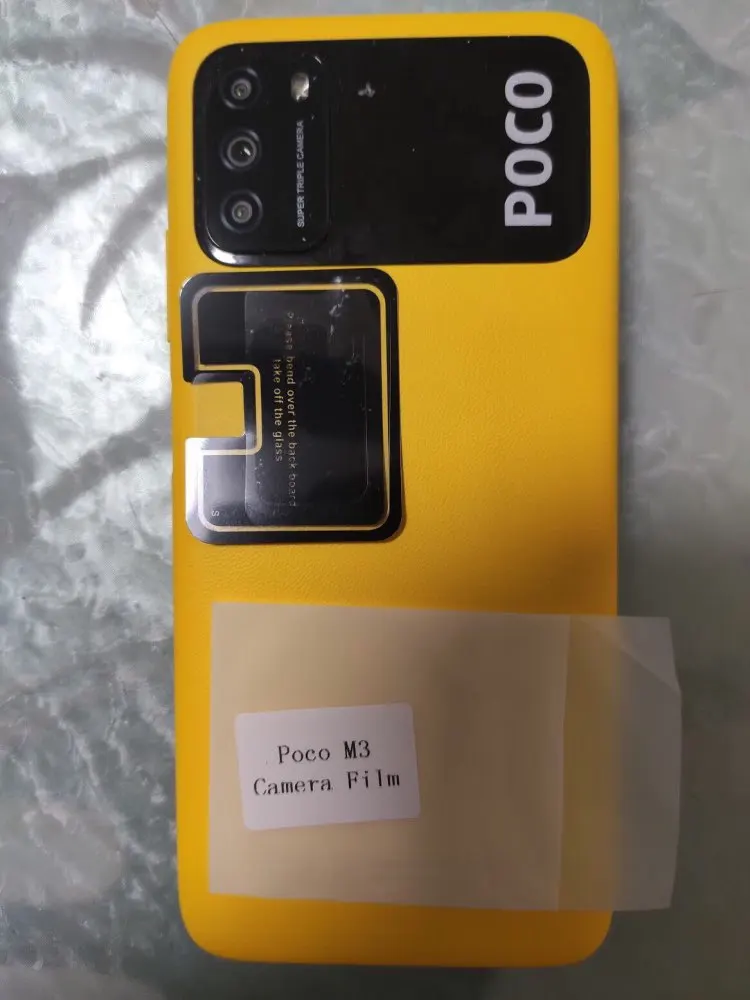 POCO
SUPER TRIPLE CAMERA
Please bend over the back board
take off the glass
Poco M3
Camera Film